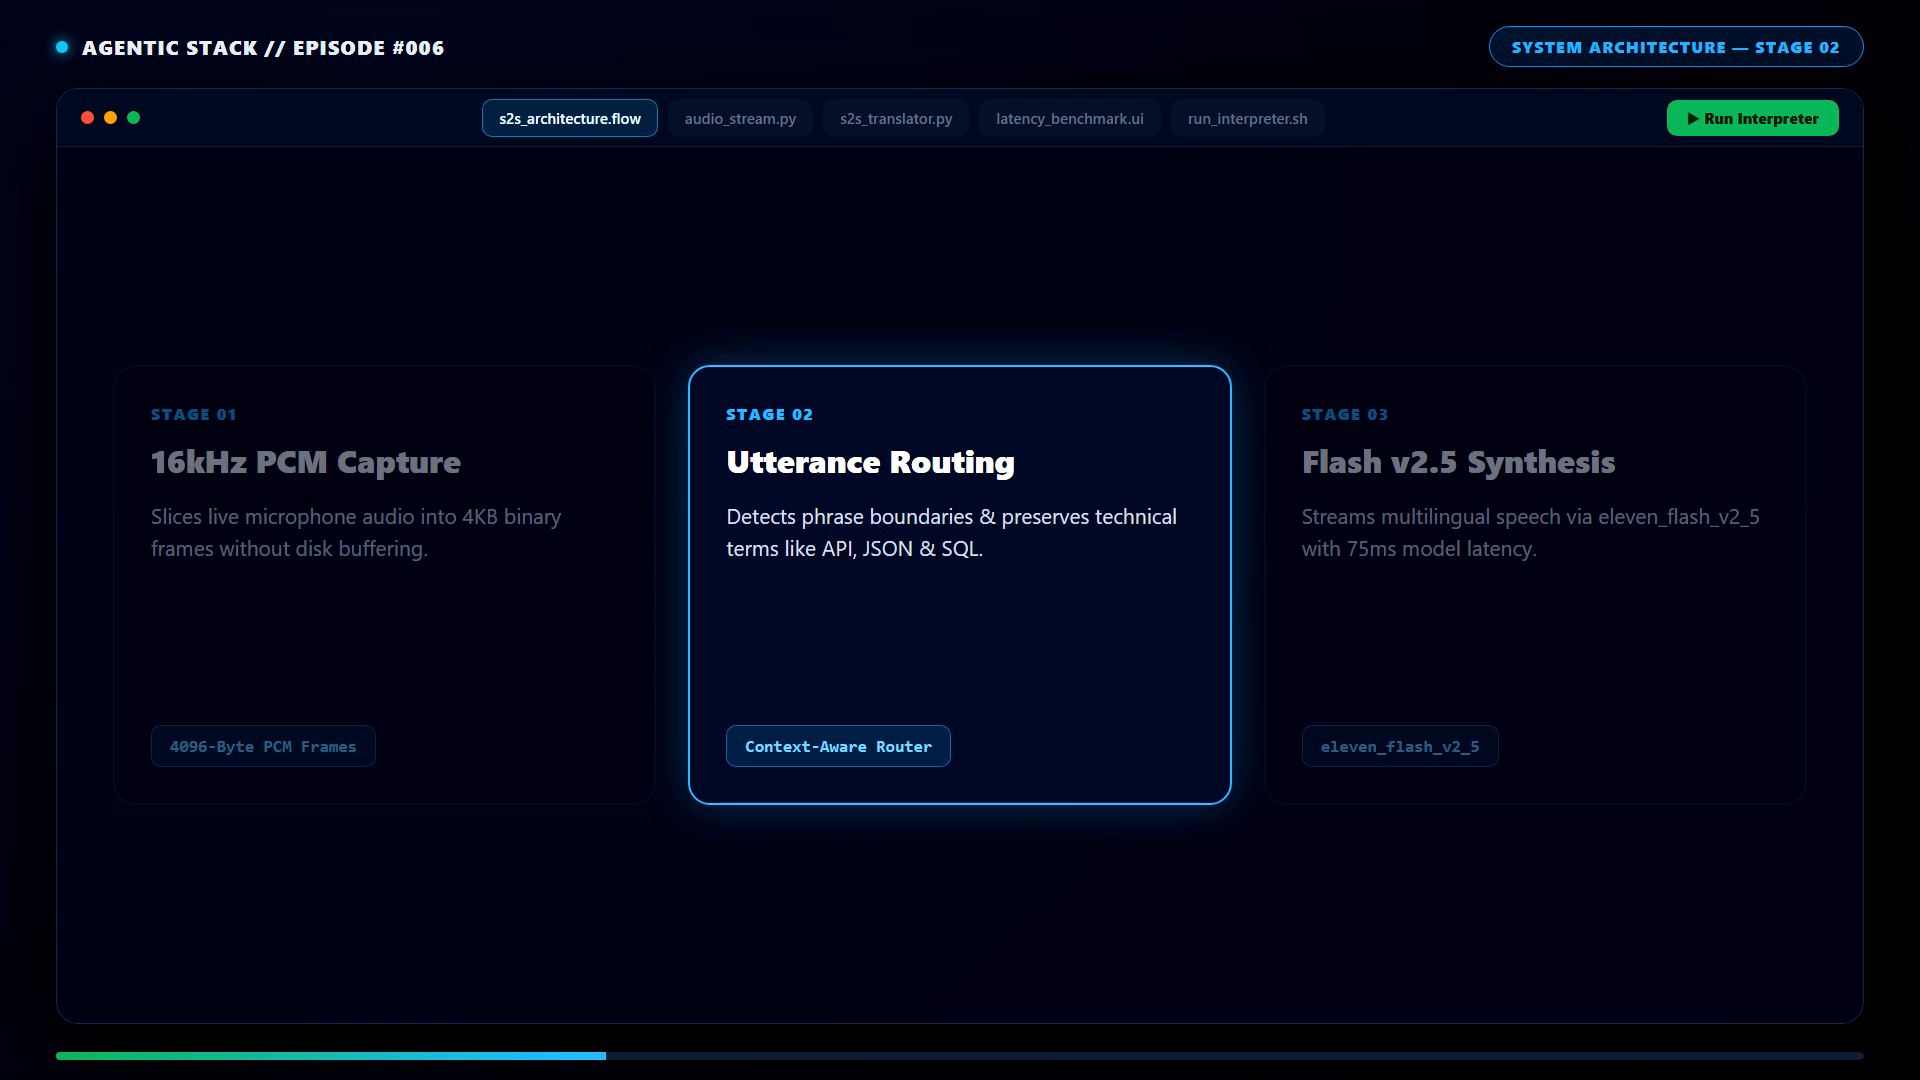 AGENTIC STACK // EPISODE #006
SYSTEM ARCHITECTURE — STAGE 02
s2s_architecture.flow
audio_stream.py
s2s_translator.py
latency_benchmark.ui
run_interpreter.sh
▶ Run Interpreter
STAGE 01
16kHz PCM Capture
Slices live microphone audio into 4KB binary
frames without disk buffering.
4096-Byte PCM Frames
STAGE 02
Utterance Routing
Detects phrase boundaries & preserves technical
terms like API, JSON & SQL.
Context-Aware Router
STAGE 03
Flash v2.5 Synthesis
Streams multilingual speech via eleven_flash_v2_5
with 75ms model latency.
eleven_flash_v2_5